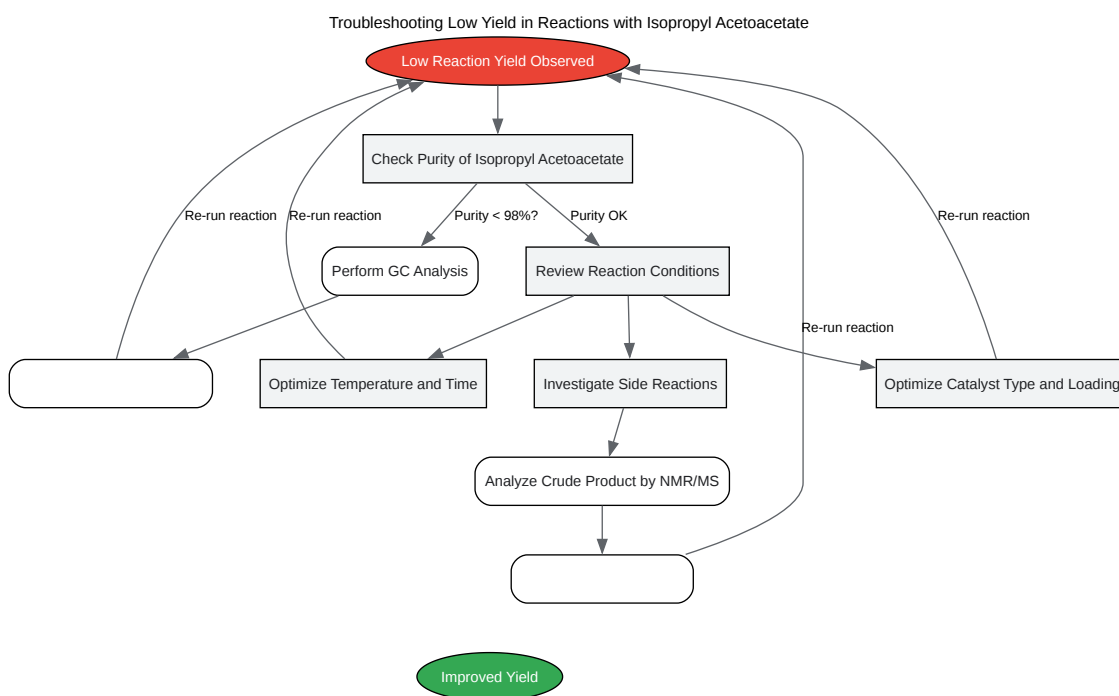 Troubleshooting Low Yield in Reactions with Isopropyl Acetoacetate
Low Reaction Yield Observed
Check Purity of Isopropyl Acetoacetate
Purity < 98%?
Purity OK
Re-run reaction
Re-run reaction
Re-run reaction
Perform GC Analysis
Review Reaction Conditions
Re-run reaction
Optimize Temperature and Time
Investigate Side Reactions
Optimize Catalyst Type and Loading
Analyze Crude Product by NMR/MS
Improved Yield